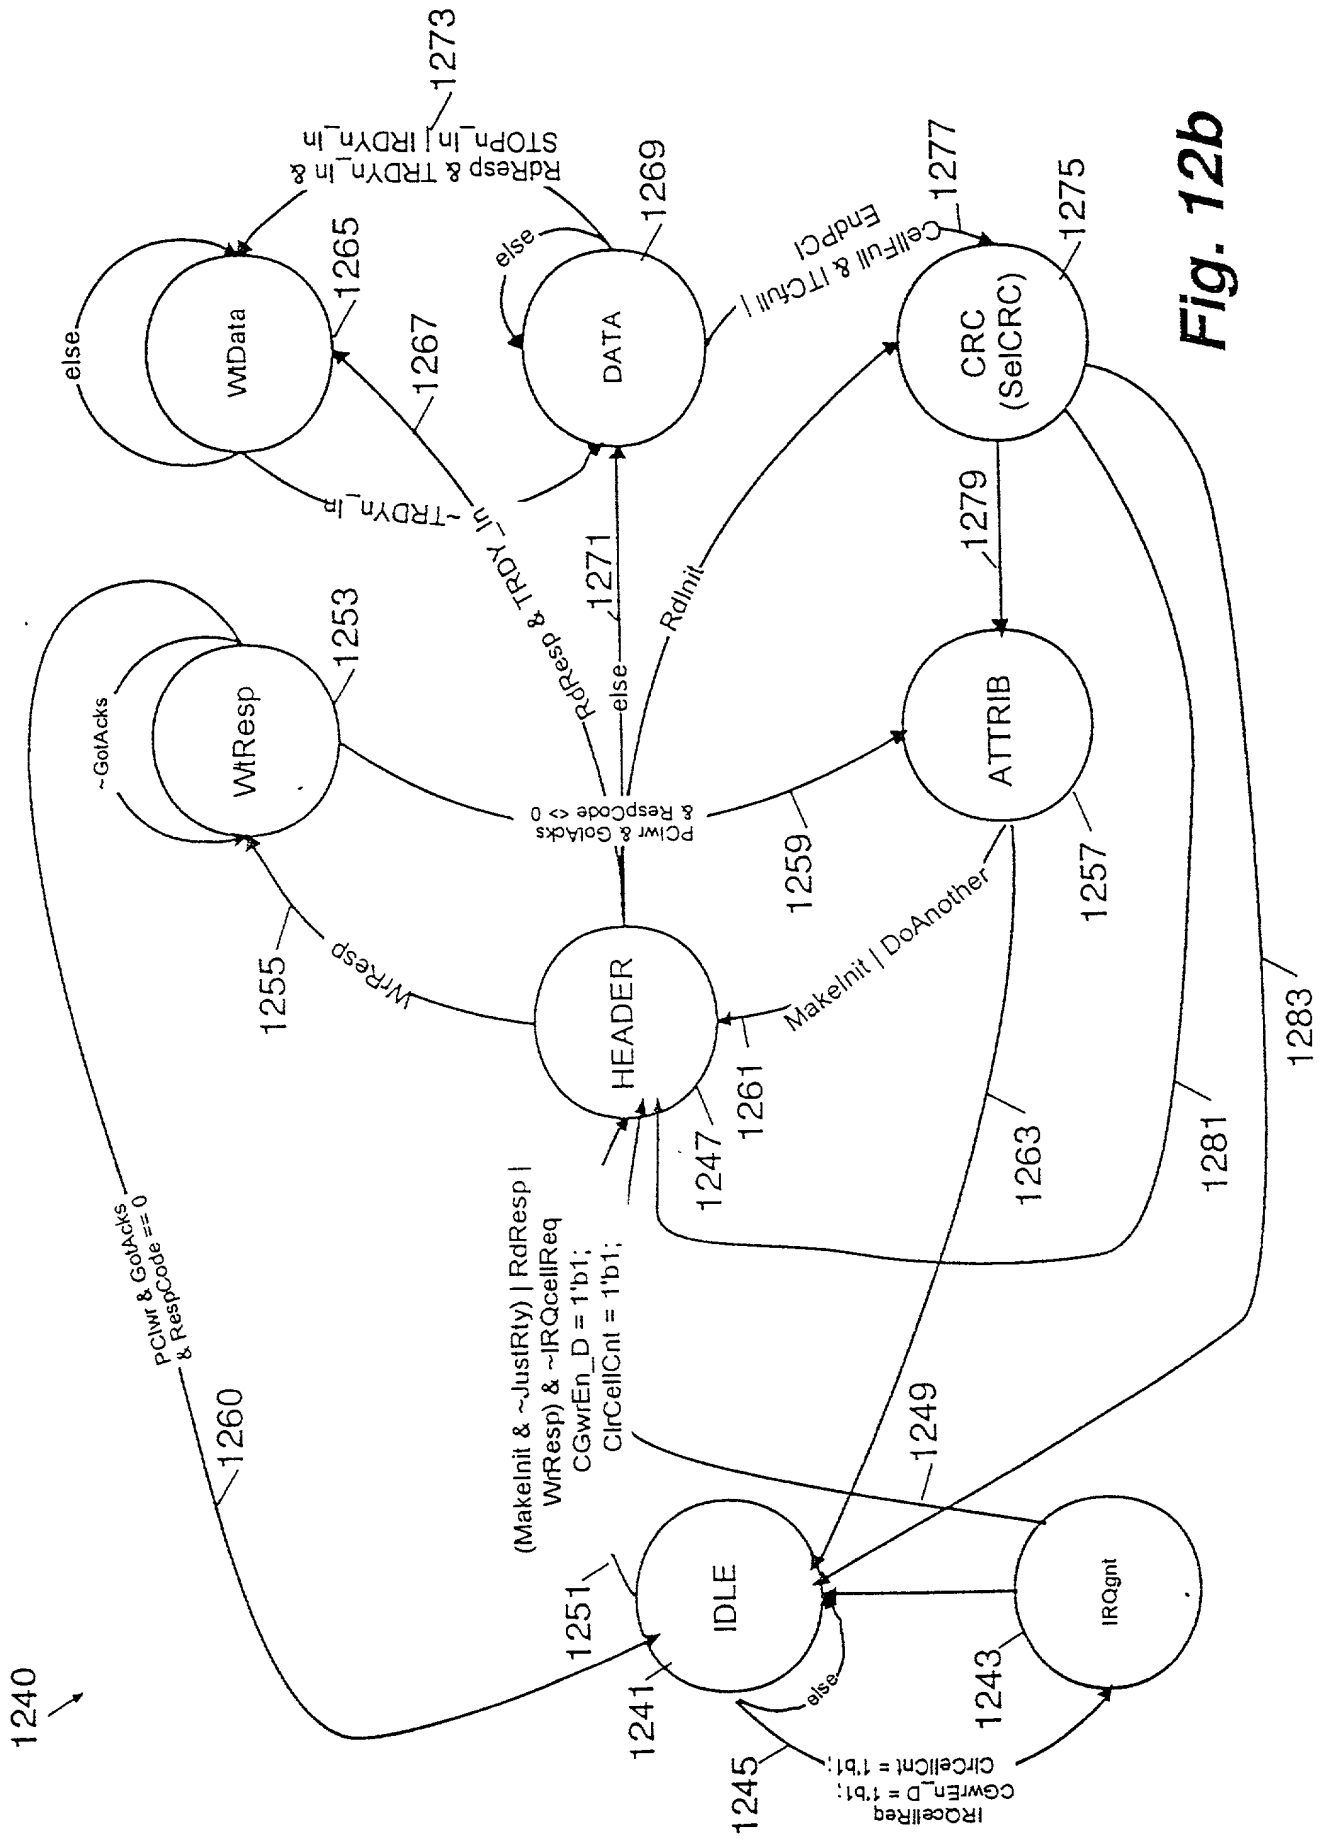 1240
PCIwr & GotAcks
& RespCode == 0
1260
~GotAcks
WtResp
1253
else
WtData
1265
RdResp & TRDYn_In &
STOPn_In | IRDYn_In
1273
1255
WrResp
~TRDYn_In
1267
RdResp & TRDY_In
else
1271
else
DATA
1269
1251
IDLE
1241
(MakeInit & ~JustRty) | RdResp |
WrResp) & ~IRQcellReq
CGwrEn_D = 1'b1;
ClrCellCnt = 1'b1;
HEADER
1247
PCIwr & GotAcks
& RespCode <> 0
RdInit
CellFull & ITCfull |
EndPCI
1277
1261
MakeInit | DoAnother
1259
ATTRIB
1257
1279
CRC
(SelCRC)
1275
else
1245
IRQcellReq
CGwrEn_D = 1'b1;
ClrCellCnt = 1'b1;
1243
IRQgnt
1249
1263
1281
1283
Fig. 12b